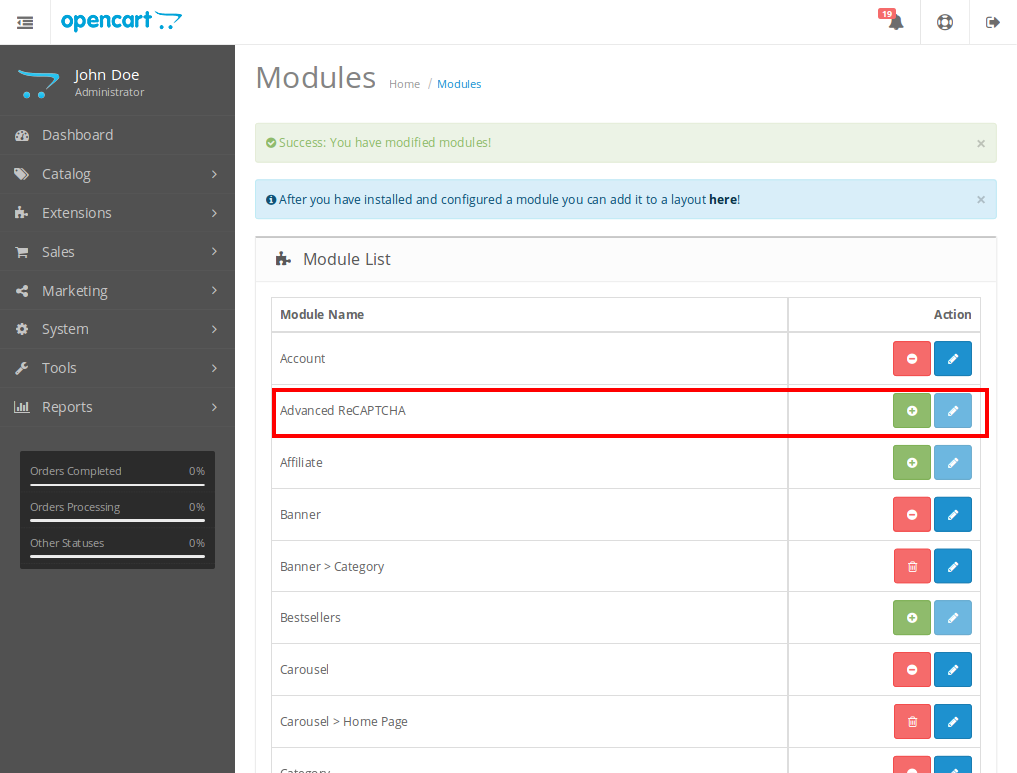 opencart
19
John Doe
Administrator
Dashboard
Catalog
Extensions
Sales
Marketing
System
Tools
Reports
Orders Completed 0%
Orders Processing 0%
Other Statuses 0%
Modules Home / Modules
Success: You have modified modules! ×
After you have installed and configured a module you can add it to a layout here! ×
Module List
Module Name Action
Account
Advanced ReCAPTCHA
Affiliate
Banner
Banner > Category
Bestsellers
Carousel
Carousel > Home Page
Category